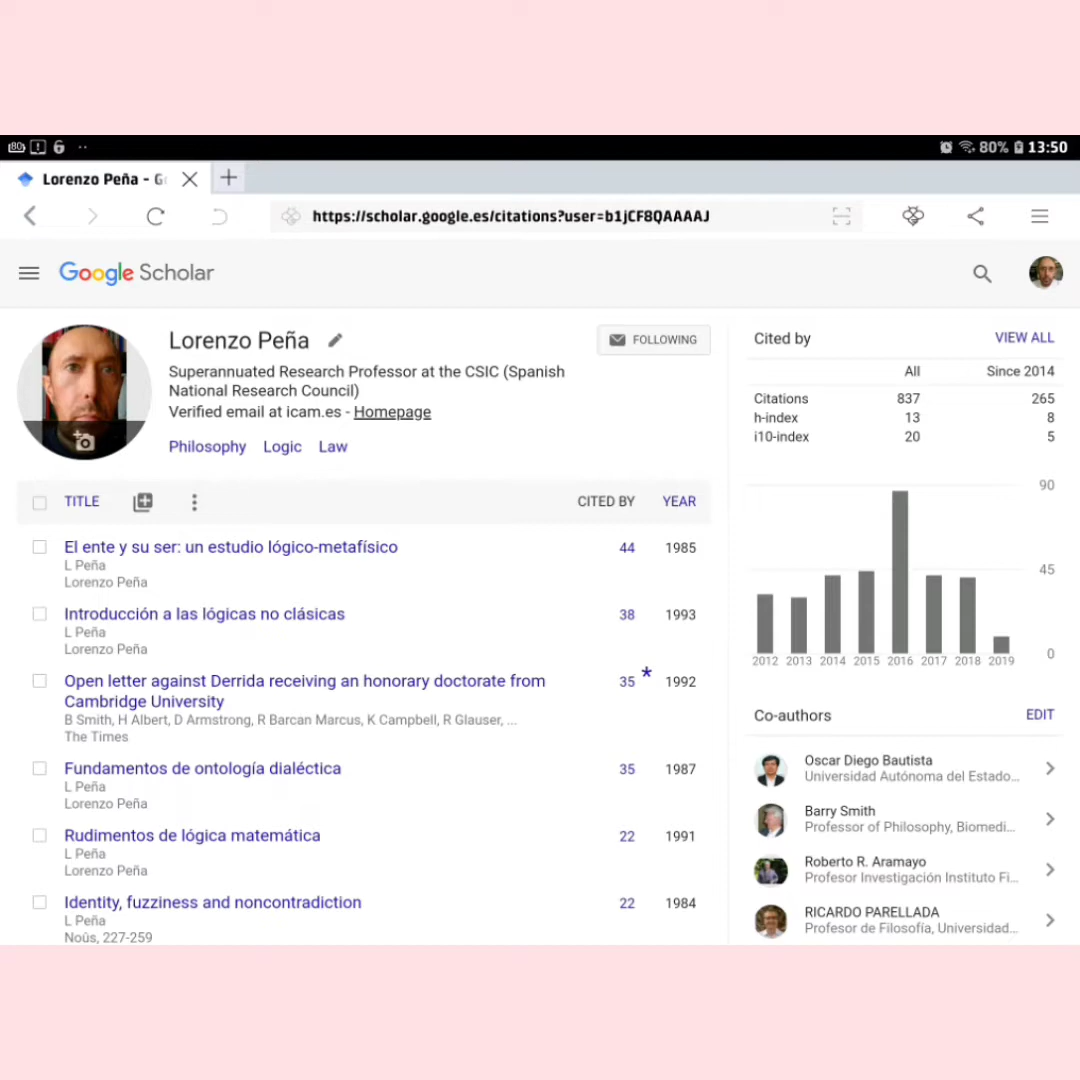 80 13:50
80%
Lorenzo Peña - G
https://scholar.google.es/citations?user=b1jCF8QAAAAJ
Google Scholar
Lorenzo Peña
FOLLOWING
Superannuated Research Professor at the CSIC (Spanish
National Research Council)
Verified email at icam.es - Homepage
Philosophy Logic Law
TITLE CITED BY YEAR
El ente y su ser: un estudio lógico-metafísico 44 1985
L Peña
Lorenzo Peña
Introducción a las lógicas no clásicas 38 1993
L Peña
Lorenzo Peña
Open letter against Derrida receiving an honorary doctorate from 35 * 1992
Cambridge University
B Smith, H Albert, D Armstrong, R Barcan Marcus, K Campbell, R Glauser, ...
The Times
Fundamentos de ontología dialéctica 35 1987
L Peña
Lorenzo Peña
Rudimentos de lógica matemática 22 1991
L Peña
Lorenzo Peña
Identity, fuzziness and noncontradiction 22 1984
L Peña
Noûs, 227-259
Cited by VIEW ALL
All Since 2014
Citations 837 265
h-index 13 8
i10-index 20 5
90
45
0
2012 2013 2014 2015 2016 2017 2018 2019
Co-authors EDIT
Oscar Diego Bautista
Universidad Autónoma del Estado...
Barry Smith
Professor of Philosophy, Biomedi...
Roberto R. Aramayo
Profesor Investigación Instituto Fi...
RICARDO PARELLADA
Profesor de Filosofía, Universidad...